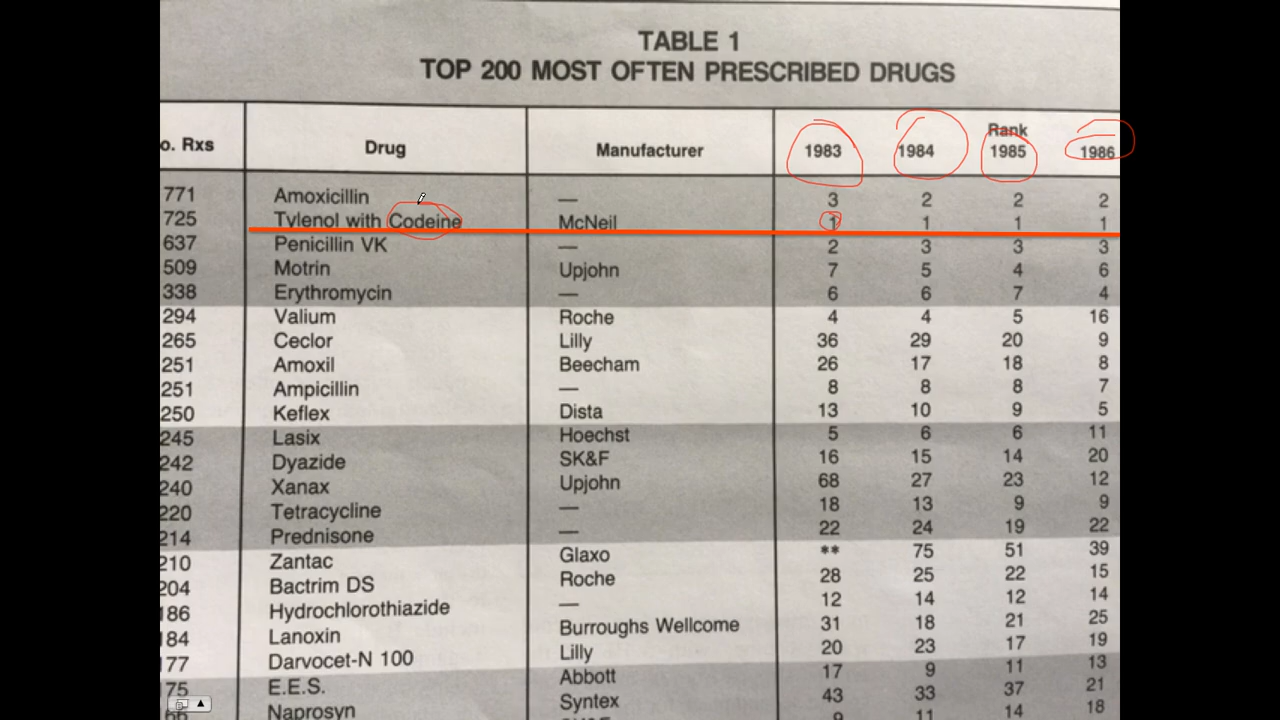 TABLE 1
TOP 200 MOST OFTEN PRESCRIBED DRUGS
Rank
o. Rxs Drug Manufacturer 1983 1984 1985 1986
771 Amoxicillin — 3 2 2 2
725 Tylenol with Codeine McNeil 1 1 1 1
637 Penicillin VK — 2 3 3 3
509 Motrin Upjohn 7 5 4 6
338 Erythromycin — 6 6 7 4
294 Valium Roche 4 4 5 16
265 Ceclor Lilly 36 29 20 9
251 Amoxil Beecham 26 17 18 8
251 Ampicillin — 8 8 8 7
250 Keflex Dista 13 10 9 5
245 Lasix Hoechst 5 6 6 11
242 Dyazide SK&F 16 15 14 20
240 Xanax Upjohn 68 27 23 12
220 Tetracycline — 18 13 9 9
214 Prednisone — 22 24 19 22
210 Zantac Glaxo ** 75 51 39
204 Bactrim DS Roche 28 25 22 15
186 Hydrochlorothiazide — 12 14 12 14
184 Lanoxin Burroughs Wellcome 31 18 21 25
177 Darvocet-N 100 Lilly 20 23 17 19
175 E.E.S. Abbott 17 9 11 13
Naprosyn Syntex 43 33 37 21
9 11 14 18